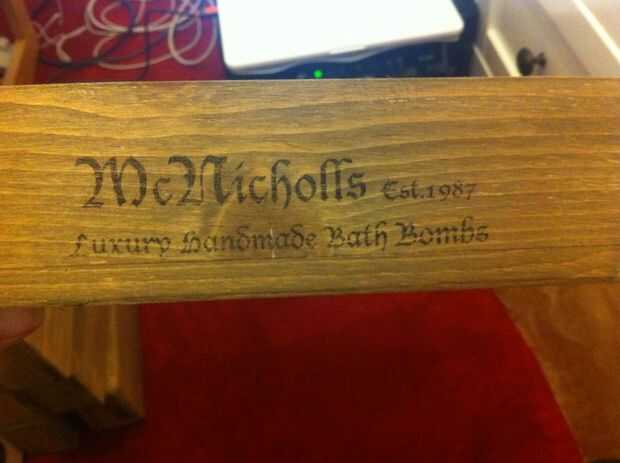 McNicholls Est.1987
Luxury Handmade Bath Bombs